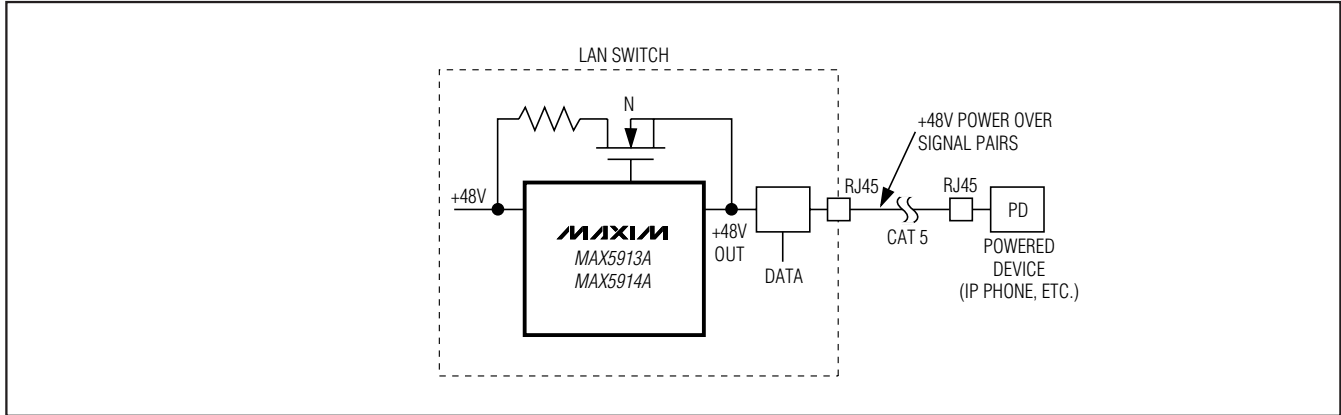 LAN SWITCH
N
+48V POWER OVER
SIGNAL PAIRS
+48V
RJ45
RJ45
MAXIM
MAX5913A
MAX5914A
+48V
OUT
DATA
CAT 5
PD
POWERED
DEVICE
(IP PHONE, ETC.)